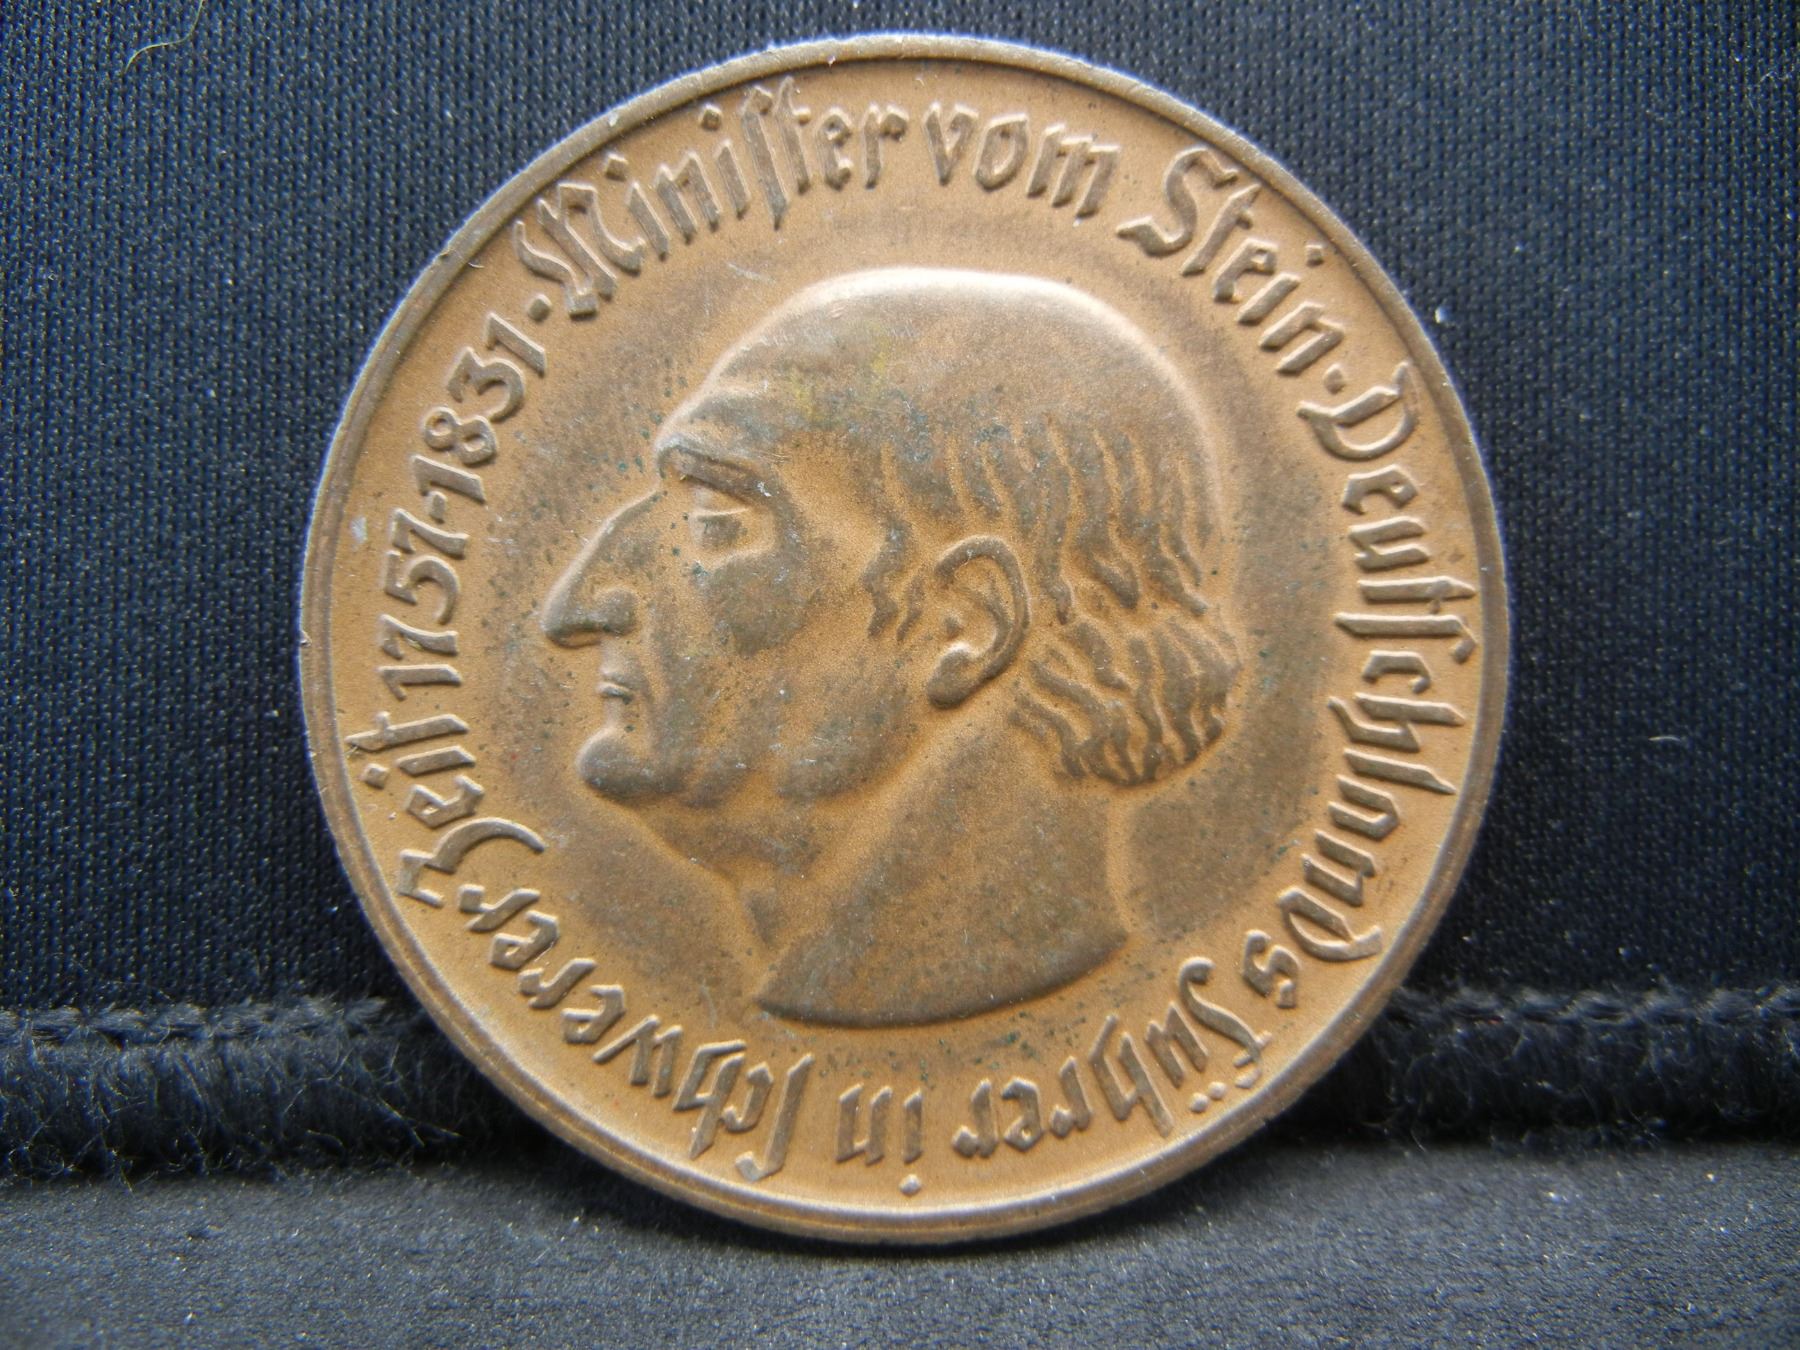 Minister vom Stein · Deutschlands Führer in schwerer Zeit 1757-1831 ·